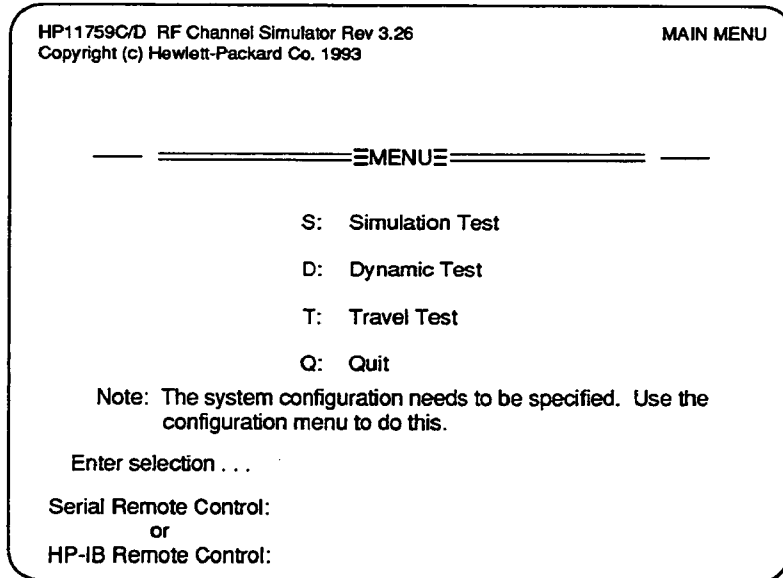 HP11759C/D RF Channel Simulator Rev 3.26 MAIN MENU
Copyright (c) Hewlett-Packard Co. 1993
≡MENU≡
S: Simulation Test
D: Dynamic Test
T: Travel Test
Q: Quit
Note: The system configuration needs to be specified. Use the
configuration menu to do this.
Enter selection . . .
Serial Remote Control:
or
HP-IB Remote Control: